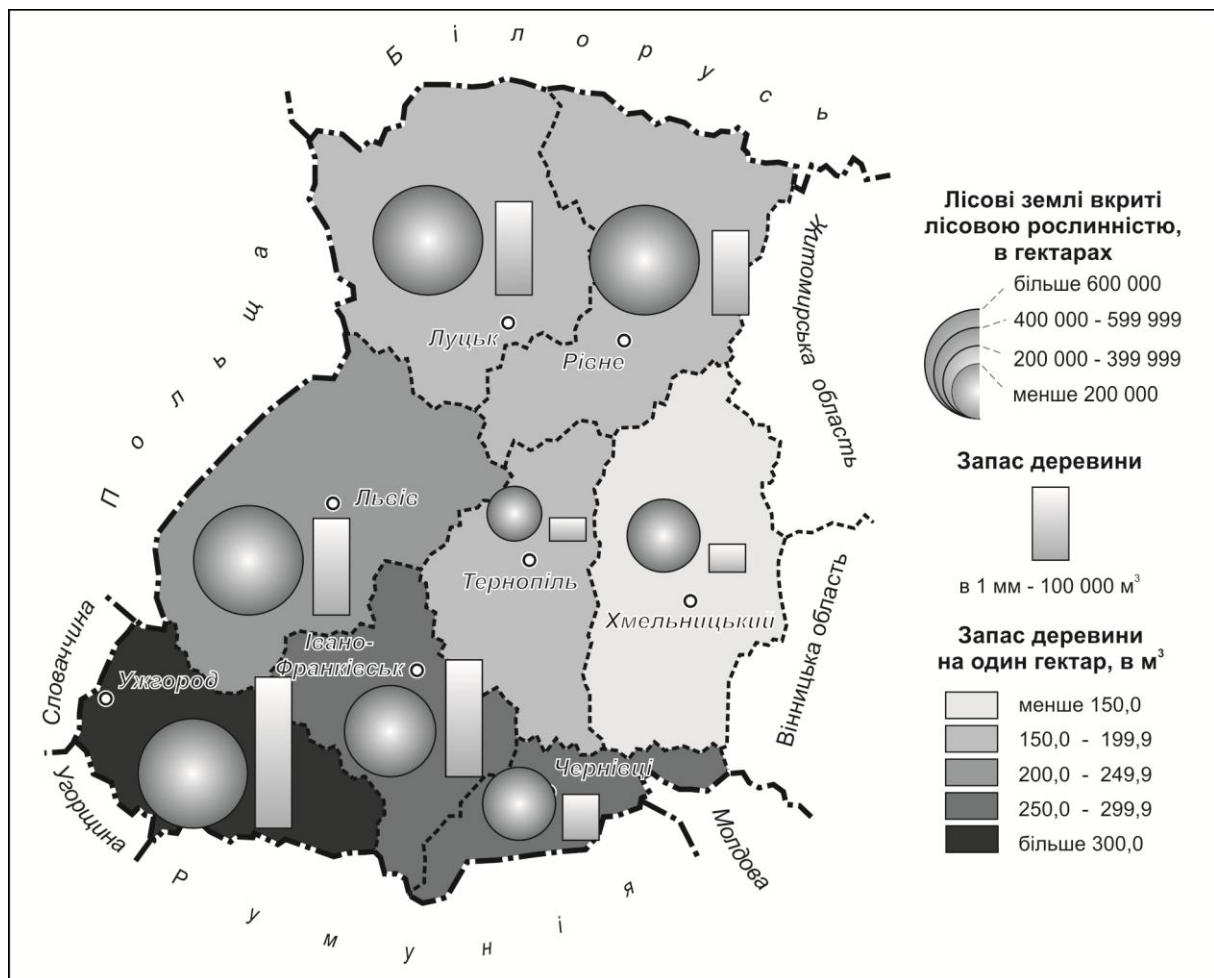 Білорусь
Польща
Житомирська область
Луцьк
Рівне
Львів
Тернопіль
Хмельницький
Івано-
Франківськ
Ужгород
Чернівці
Словаччина
Угорщина
Румунія
Молдова
Вінницька область
Лісові землі вкриті
лісовою рослинністю,
в гектарах
більше 600 000
400 000 - 599 999
200 000 - 399 999
менше 200 000
Запас деревини
в 1 мм - 100 000 м³
Запас деревини
на один гектар, в м³
менше 150,0
150,0 - 199,9
200,0 - 249,9
250,0 - 299,9
більше 300,0